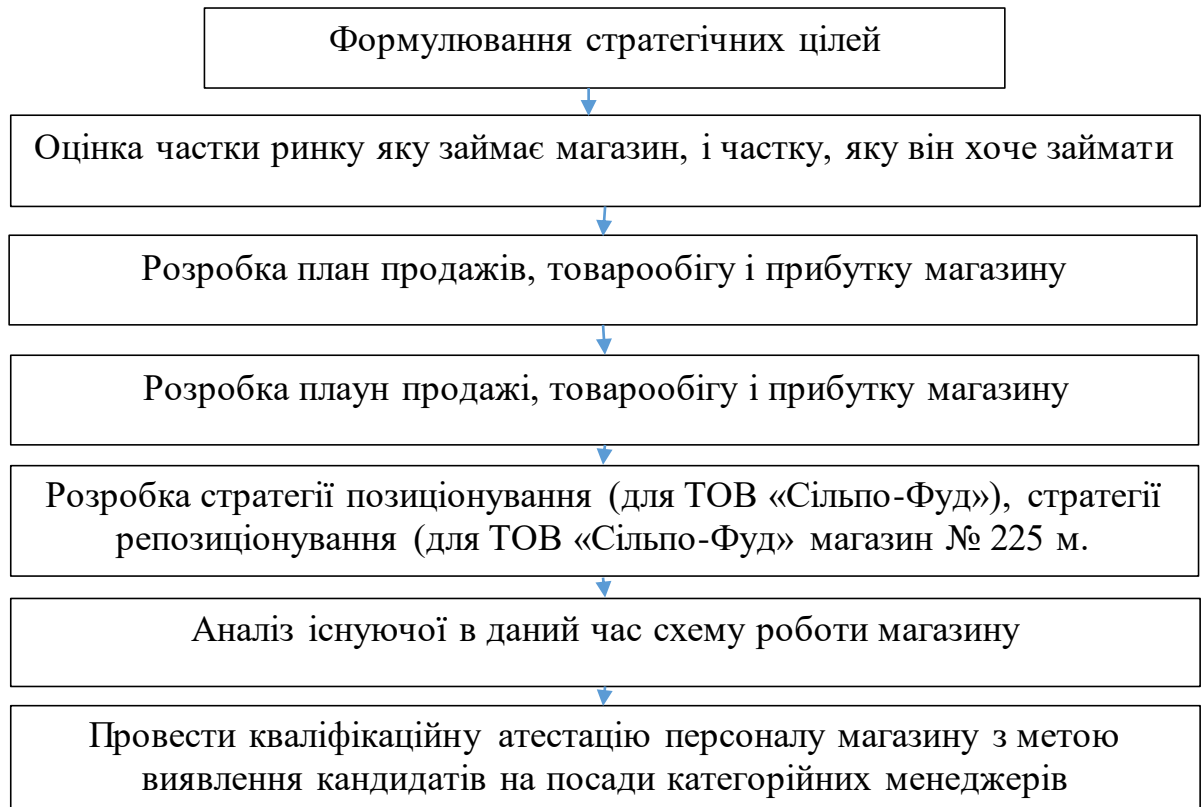 Формулювання стратегічних цілей
Оцінка частки ринку яку займає магазин, і частку, яку він хоче займати
Розробка план продажів, товарообігу і прибутку магазину
Розробка плаун продажі, товарообігу і прибутку магазину
Розробка стратегії позиціонування (для ТОВ «Сільпо-Фуд»), стратегії
репозиціонування (для ТОВ «Сільпо-Фуд» магазин № 225 м.
Аналіз існуючої в даний час схему роботи магазину
Провести кваліфікаційну атестацію персоналу магазину з метою
виявлення кандидатів на посади категорійних менеджерів